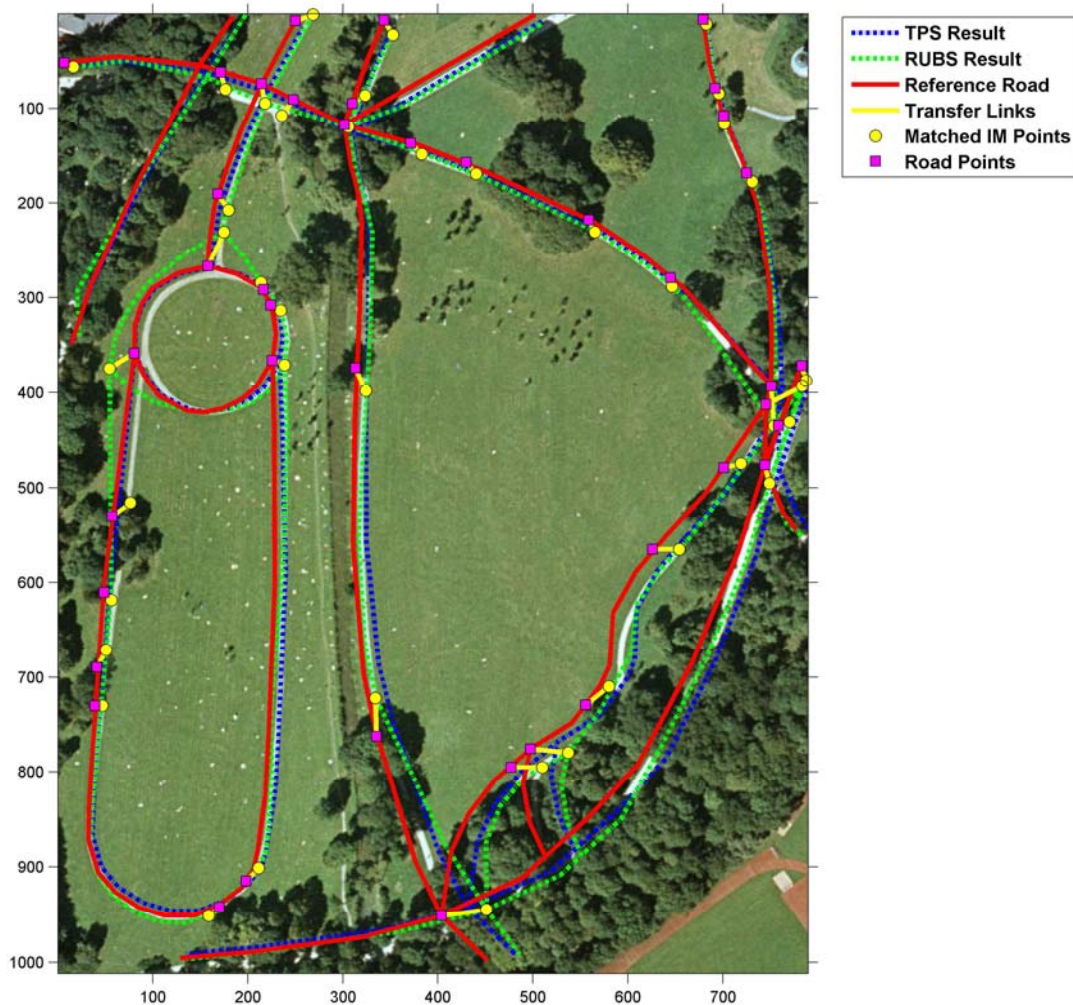 TPS Result
RUBS Result
Reference Road
Transfer Links
Matched IM Points
Road Points
100
200
300
400
500
600
700
800
900
1000
100 200 300 400 500 600 700